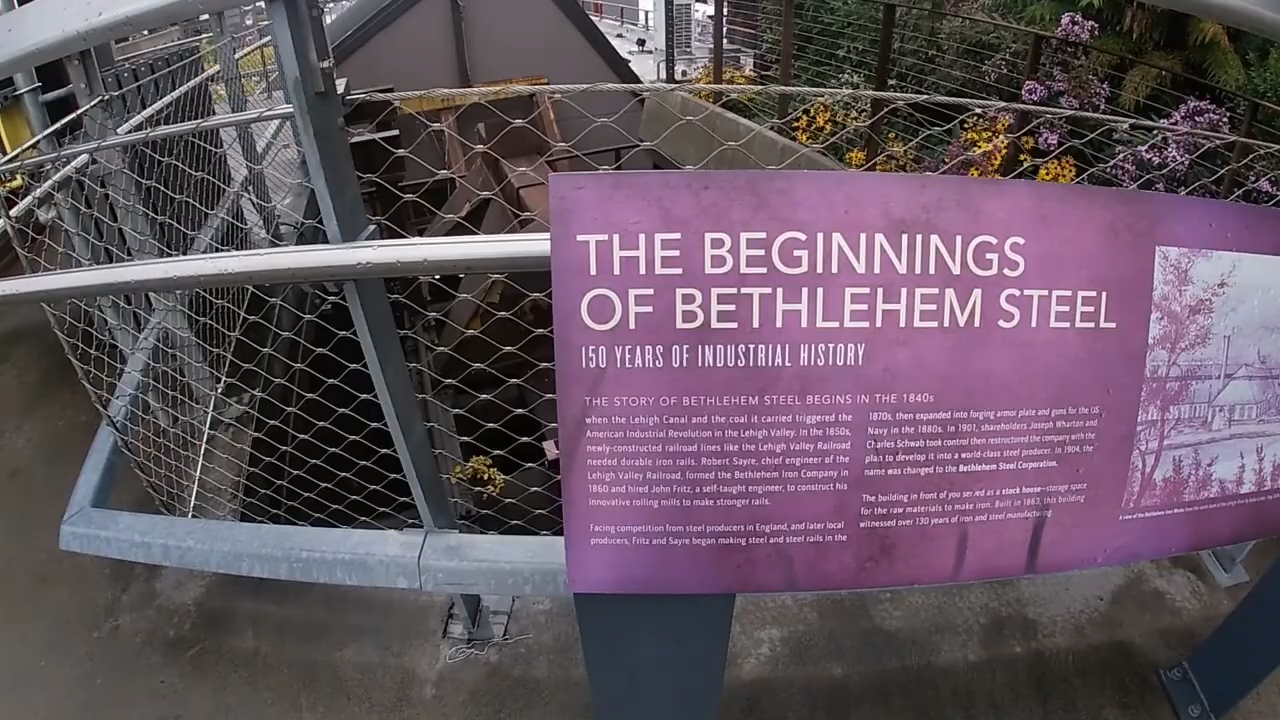 THE BEGINNINGS
OF BETHLEHEM STEEL
150 YEARS OF INDUSTRIAL HISTORY
THE STORY OF BETHLEHEM STEEL BEGINS IN THE 1840s
when the Lehigh Canal and the coal it carried triggered the
American Industrial Revolution in the Lehigh Valley. In the 1850s,
newly-constructed railroad lines like the Lehigh Valley Railroad
needed durable iron rails. Robert Sayre, chief engineer of the
Lehigh Valley Railroad, formed the Bethlehem Iron Company in
1860 and hired John Fritz, a self-taught engineer, to construct his
innovative rolling mills to make stronger rails.
Facing competition from steel producers in England, and later local
producers, Fritz and Sayre began making steel and steel rails in the
1870s, then expanded into forging armor plate and guns for the US
Navy in the 1880s. In 1901, shareholders Joseph Wharton and
Charles Schwab took control then restructured the company with the
plan to develop it into a world-class steel producer. In 1904, the
name was changed to the Bethlehem Steel Corporation.
The building in front of you served as a stock house—storage space
for the raw materials to make iron. Built in 1863, this building
witnessed over 130 years of iron and steel manufacturing.
A view of the Bethlehem Iron Works from the